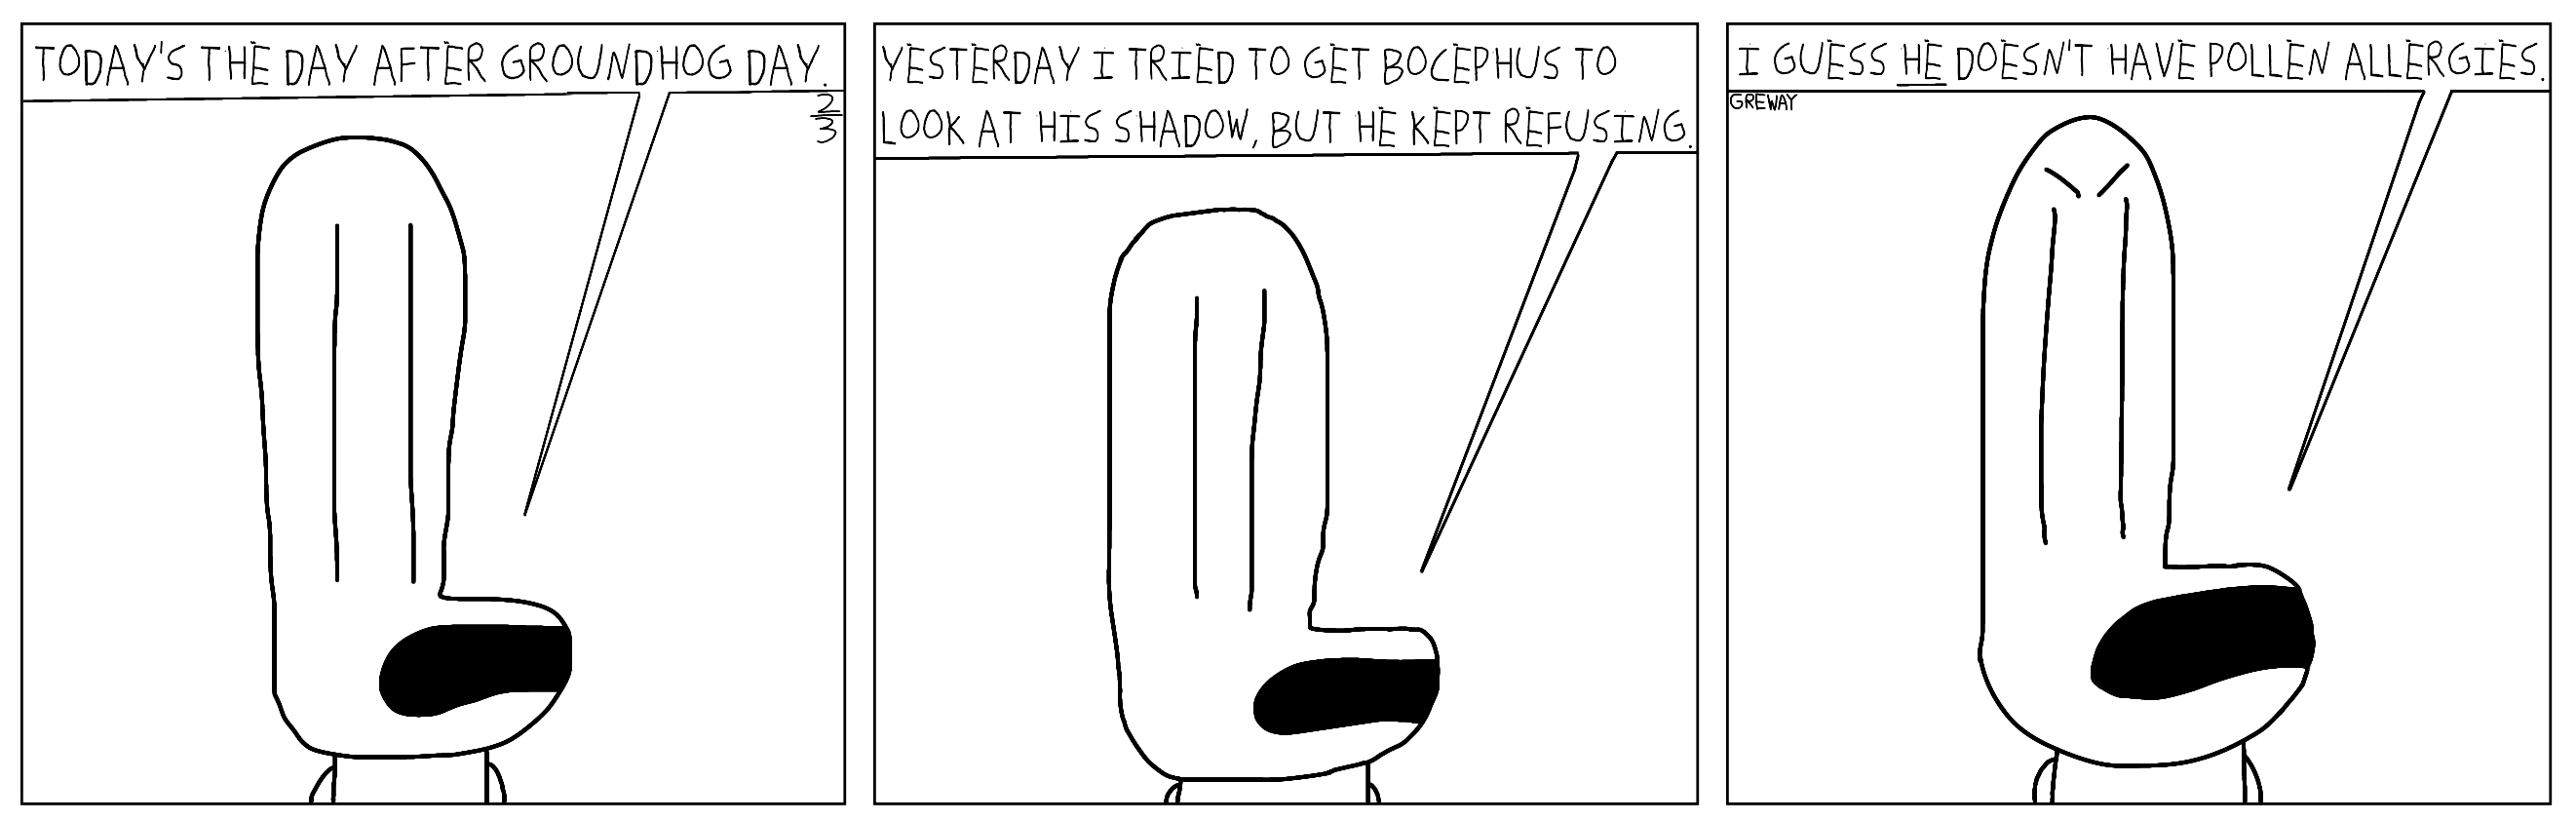 TODAY'S THE DAY AFTER GROUNDHOG DAY.
2
3
YESTERDAY I TRIED TO GET BOCEPHUS TO
LOOK AT HIS SHADOW, BUT HE KEPT REFUSING.
I GUESS HE DOESN'T HAVE POLLEN ALLERGIES.
GREWAY